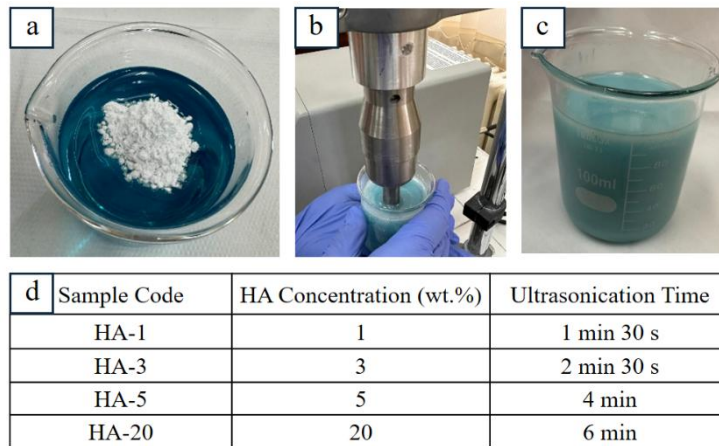 a
b
c
100ml
d
Sample Code HA Concentration (wt.%) Ultrasonication Time
HA-1 1 1 min 30 s
HA-3 3 2 min 30 s
HA-5 5 4 min
HA-20 20 6 min